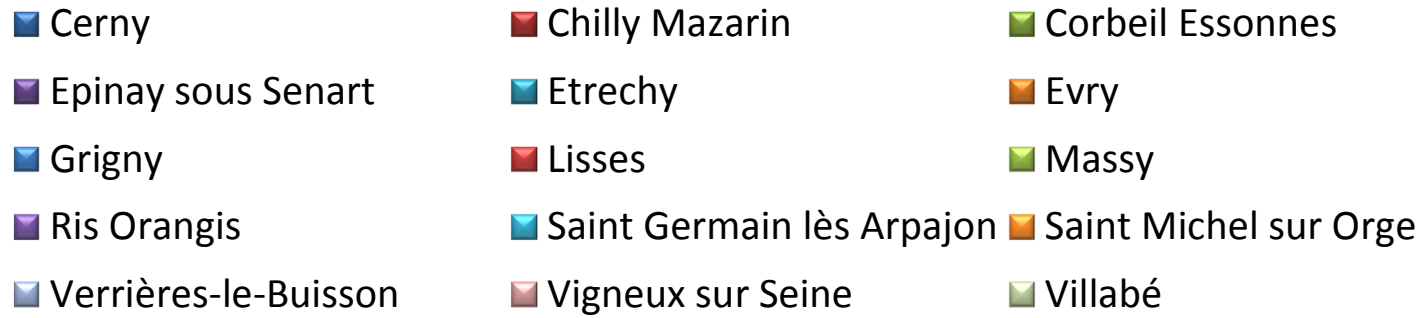 Cerny Chilly Mazarin Corbeil Essonnes
Epinay sous Senart Etrechy Evry
Grigny Lisses Massy
Ris Orangis Saint Germain lès Arpajon Saint Michel sur Orge
Verrières-le-Buisson Vigneux sur Seine Villabé